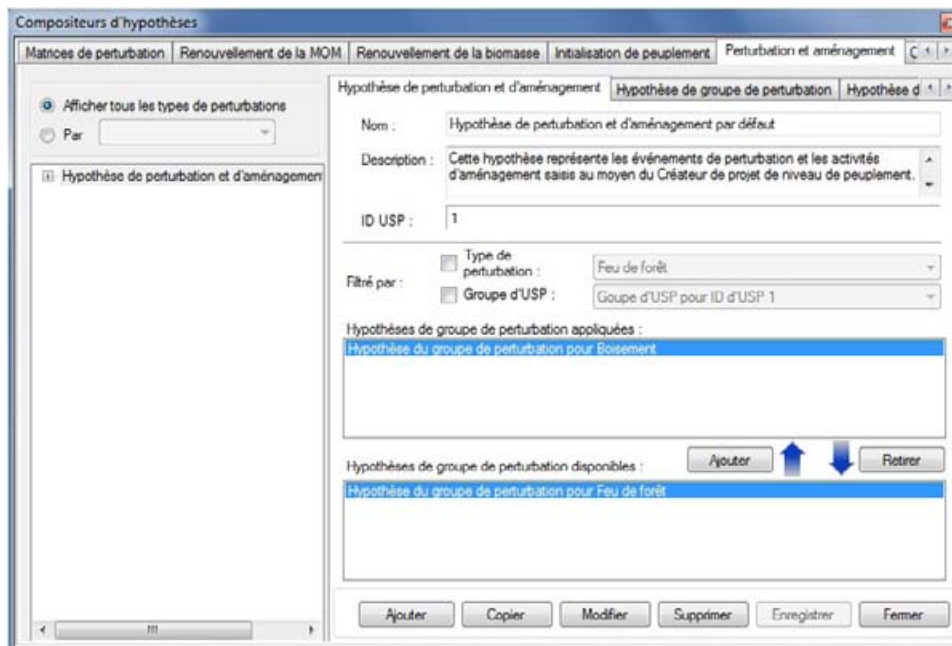 Compositeurs d'hypothèses
Matrices de perturbation
Renouvellement de la MOM
Renouvellement de la biomasse
Initialisation de peuplement
Perturbation et aménagement
C
Afficher tous les types de perturbations
Par
Hypothèse de perturbation et d'aménagemen
Hypothèse de perturbation et d'aménagement
Hypothèse de groupe de perturbation
Hypothèse d
Nom :
Hypothèse de perturbation et d'aménagement par défaut
Description :
Cette hypothèse représente les événements de perturbation et les activités
d'aménagement saisis au moyen du Créateur de projet de niveau de peuplement.
ID USP :
1
Filtré par :
Type de
perturbation :
Feu de forêt
Groupe d'USP :
Goupe d'USP pour ID d'USP 1
Hypothèses de groupe de perturbation appliquées :
Hypothèse du groupe de perturbation pour Boisement
Ajouter
Retirer
Hypothèses de groupe de perturbation disponibles :
Hypothèse du groupe de perturbation pour Feu de forêt
Ajouter
Copier
Modifier
Supprimer
Enregistrer
Fermer